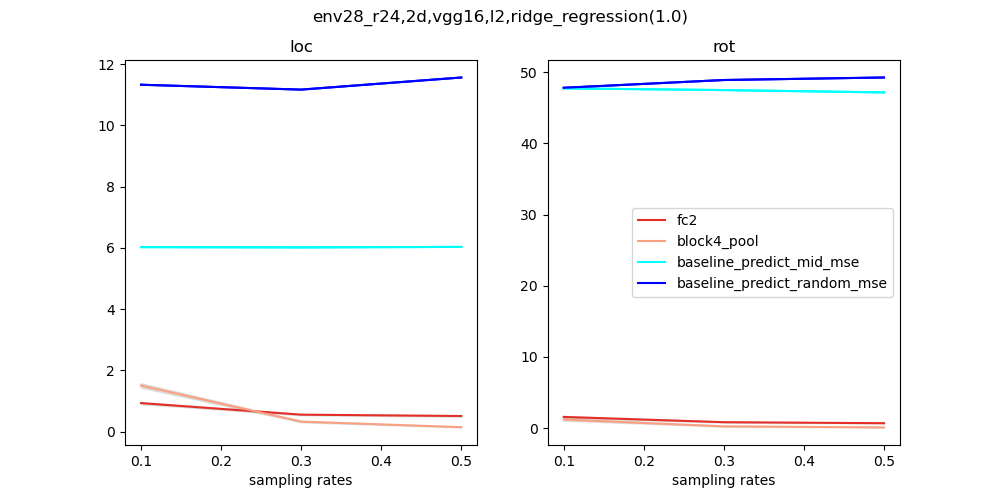 env28_r24,2d,vgg16,l2,ridge_regression(1.0)
loc
12
10
8
6
4
2
0
0.1 0.2 0.3 0.4 0.5
sampling rates
rot
50
40
30
20
10
0
0.1 0.2 0.3 0.4 0.5
sampling rates
fc2
block4_pool
baseline_predict_mid_mse
baseline_predict_random_mse